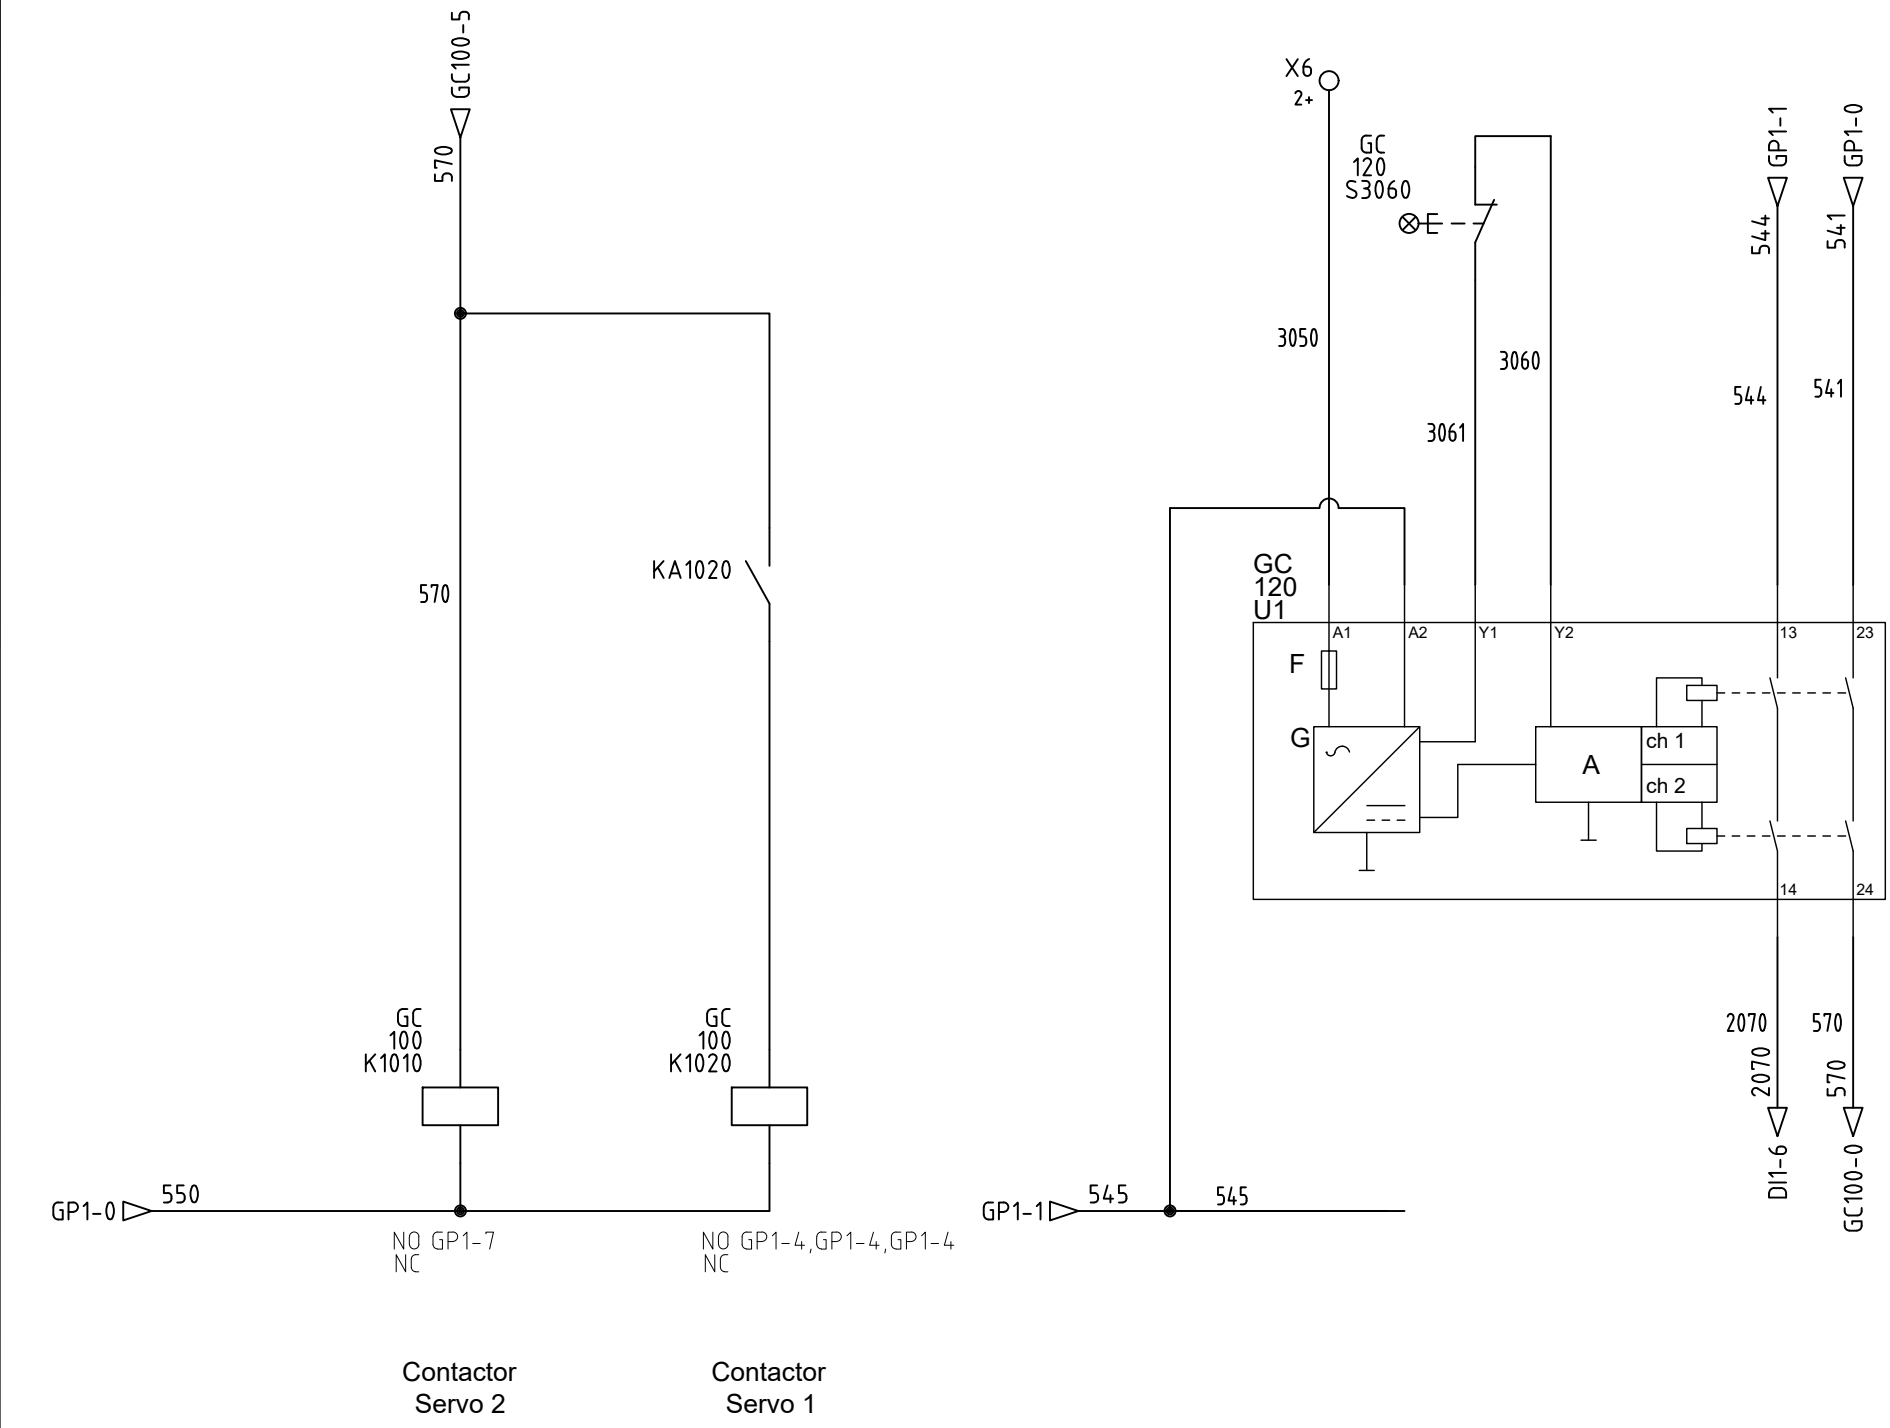 GC100-5
570
570
KA1020
GC
100
K1010
GC
100
K1020
GP1-0
550
NO GP1-7
NC
NO GP1-4,GP1-4,GP1-4
NC
Contactor
Servo 2
Contactor
Servo 1
X6
2+
GC
120
S3060
E
3050
3061
3060
GP1-1
544
544
GP1-0
541
541
GC
120
U1
A1
A2
Y1
Y2
13
23
F
G
A
ch 1
ch 2
14
24
2070
2070
DI1-6
570
570
GC100-0
GP1-1
545
545